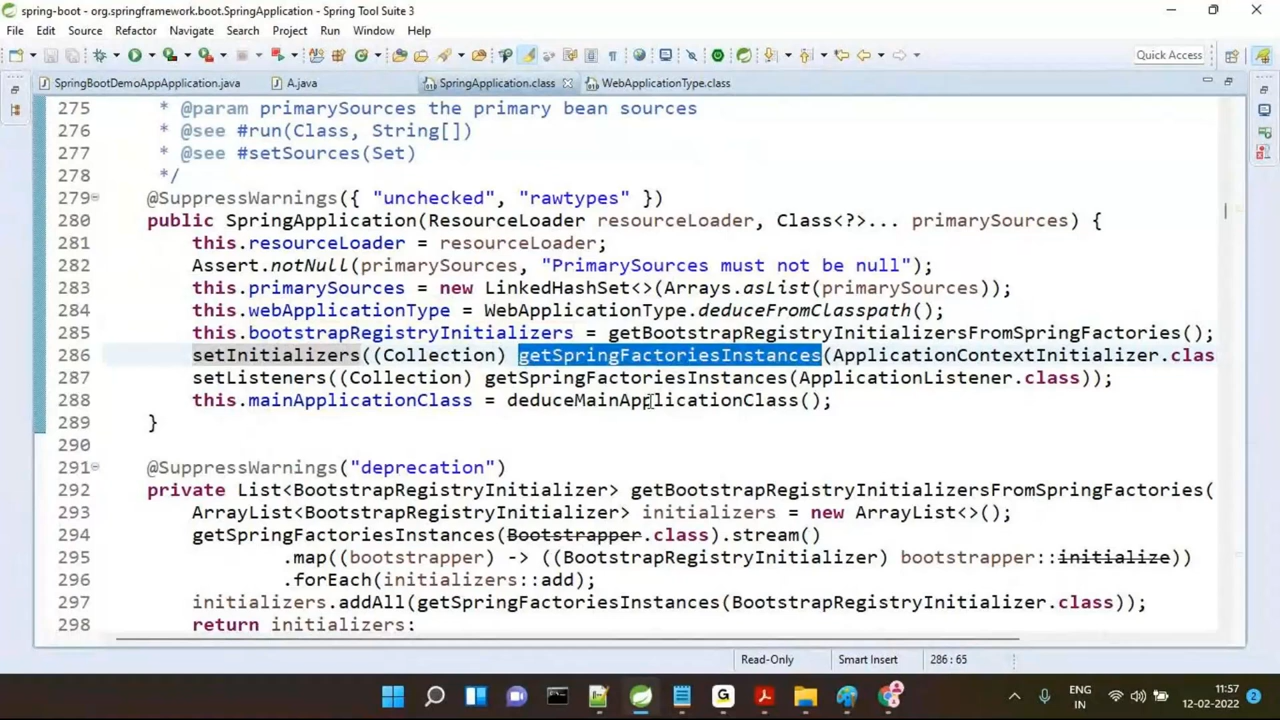 spring-boot - org.springframework.boot.SpringApplication - Spring Tool Suite 3
File Edit Source Refactor Navigate Search Project Run Window Help
Quick Access
SpringBootDemoAppApplication.java A.java SpringApplication.class WebApplicationType.class
275 * @param primarySources the primary bean sources
276 * @see #run(Class, String[])
277 * @see #setSources(Set)
278 */
279 @SuppressWarnings({ "unchecked", "rawtypes" })
280 public SpringApplication(ResourceLoader resourceLoader, Class<?>... primarySources) {
281 this.resourceLoader = resourceLoader;
282 Assert.notNull(primarySources, "PrimarySources must not be null");
283 this.primarySources = new LinkedHashSet<>(Arrays.asList(primarySources));
284 this.webApplicationType = WebApplicationType.deduceFromClasspath();
285 this.bootstrapRegistryInitializers = getBootstrapRegistryInitializersFromSpringFactories();
286 setInitializers((Collection) getSpringFactoriesInstances(ApplicationContextInitializer.clas
287 setListeners((Collection) getSpringFactoriesInstances(ApplicationListener.class));
288 this.mainApplicationClass = deduceMainApplicationClass();
289 }
290
291 @SuppressWarnings("deprecation")
292 private List<BootstrapRegistryInitializer> getBootstrapRegistryInitializersFromSpringFactories(
293 ArrayList<BootstrapRegistryInitializer> initializers = new ArrayList<>();
294 getSpringFactoriesInstances(Bootstrapper.class).stream()
295 .map((bootstrapper) -> ((BootstrapRegistryInitializer) bootstrapper::initialize))
296 .forEach(initializers::add);
297 initializers.addAll(getSpringFactoriesInstances(BootstrapRegistryInitializer.class));
298 return initializers;
Read-Only Smart Insert 286 : 65
ENG 11:57
IN 12-02-2022 2